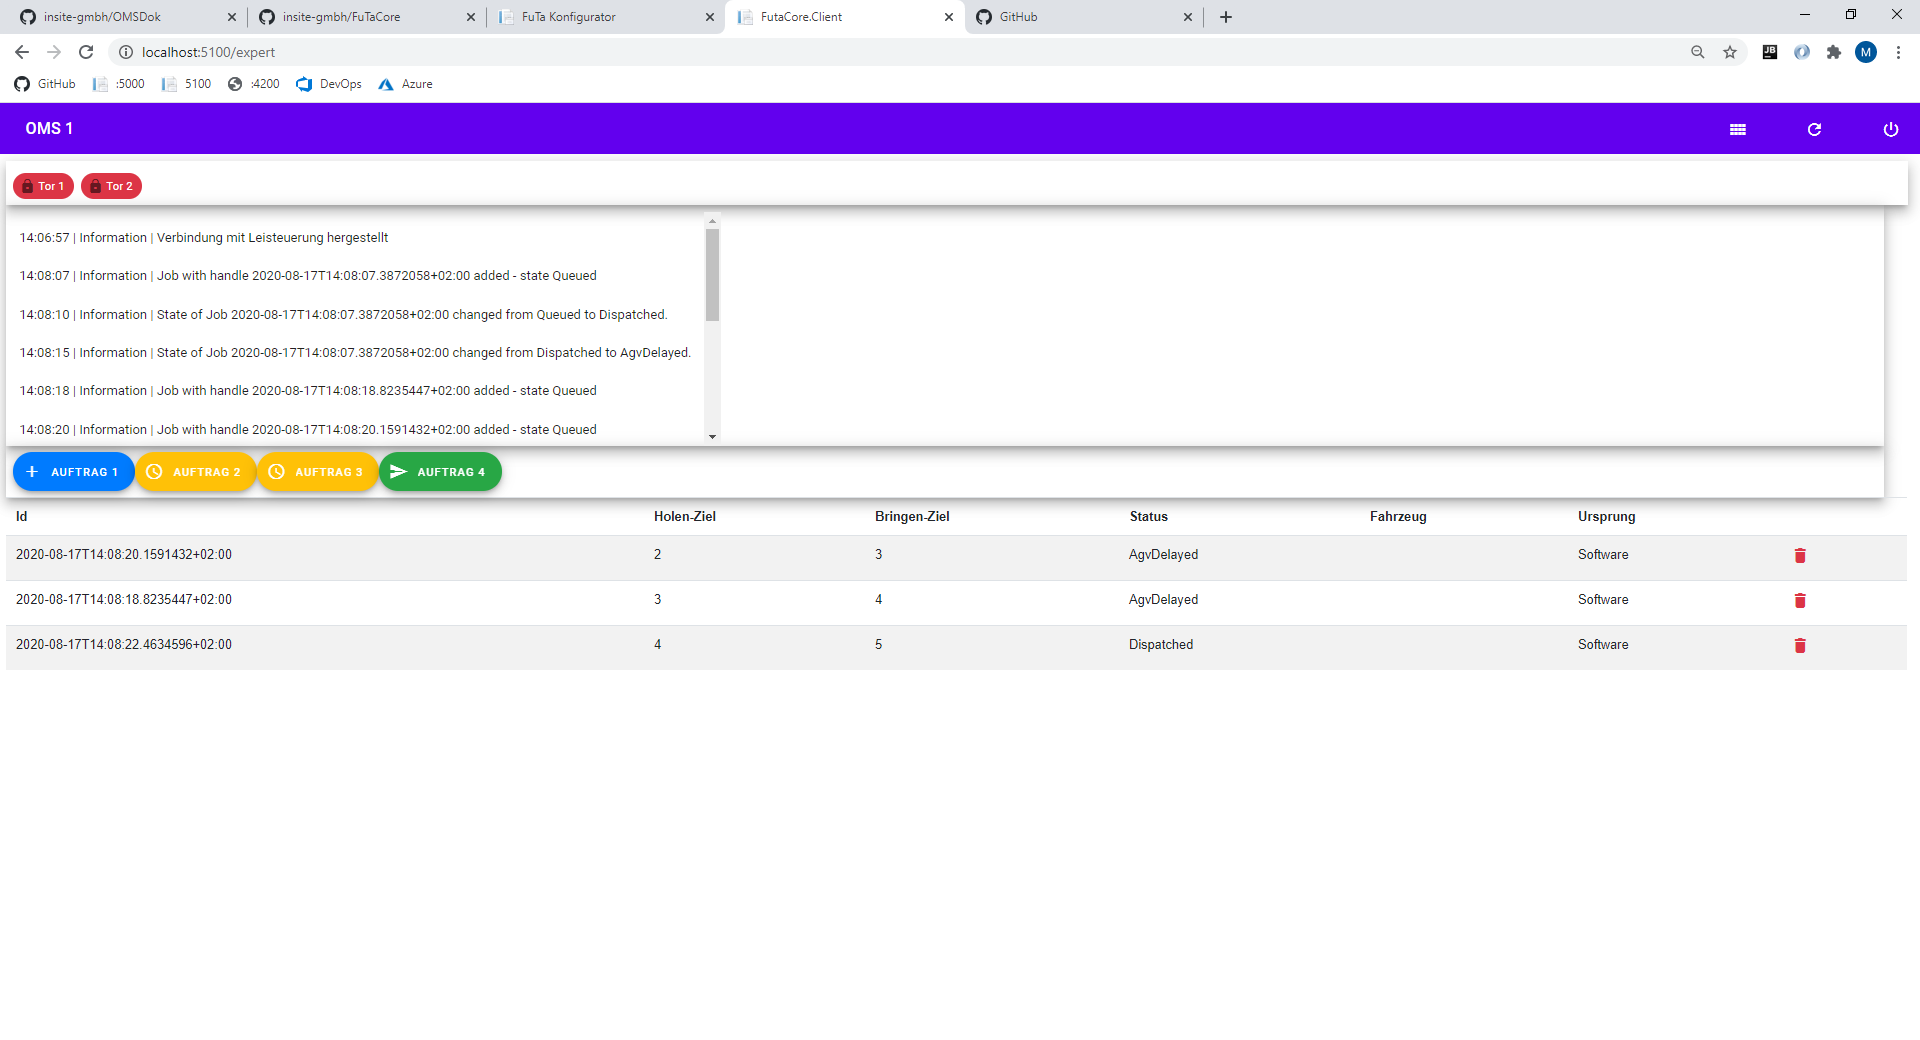 insite-gmbh/OMSDok insite-gmbh/FuTaCore FuTa Konfigurator FutaCore.Client GitHub
localhost:5100/expert JB M
GitHub :5000 5100 :4200 DevOps Azure
OMS 1
Tor 1 Tor 2
14:06:57 | Information | Verbindung mit Leisteuerung hergestellt
14:08:07 | Information | Job with handle 2020-08-17T14:08:07.3872058+02:00 added - state Queued
14:08:10 | Information | State of Job 2020-08-17T14:08:07.3872058+02:00 changed from Queued to Dispatched.
14:08:15 | Information | State of Job 2020-08-17T14:08:07.3872058+02:00 changed from Dispatched to AgvDelayed.
14:08:18 | Information | Job with handle 2020-08-17T14:08:18.8235447+02:00 added - state Queued
14:08:20 | Information | Job with handle 2020-08-17T14:08:20.1591432+02:00 added - state Queued
AUFTRAG 1 AUFTRAG 2 AUFTRAG 3 AUFTRAG 4
Id Holen-Ziel Bringen-Ziel Status Fahrzeug Ursprung
2020-08-17T14:08:20.1591432+02:00 2 3 AgvDelayed Software
2020-08-17T14:08:18.8235447+02:00 3 4 AgvDelayed Software
2020-08-17T14:08:22.4634596+02:00 4 5 Dispatched Software